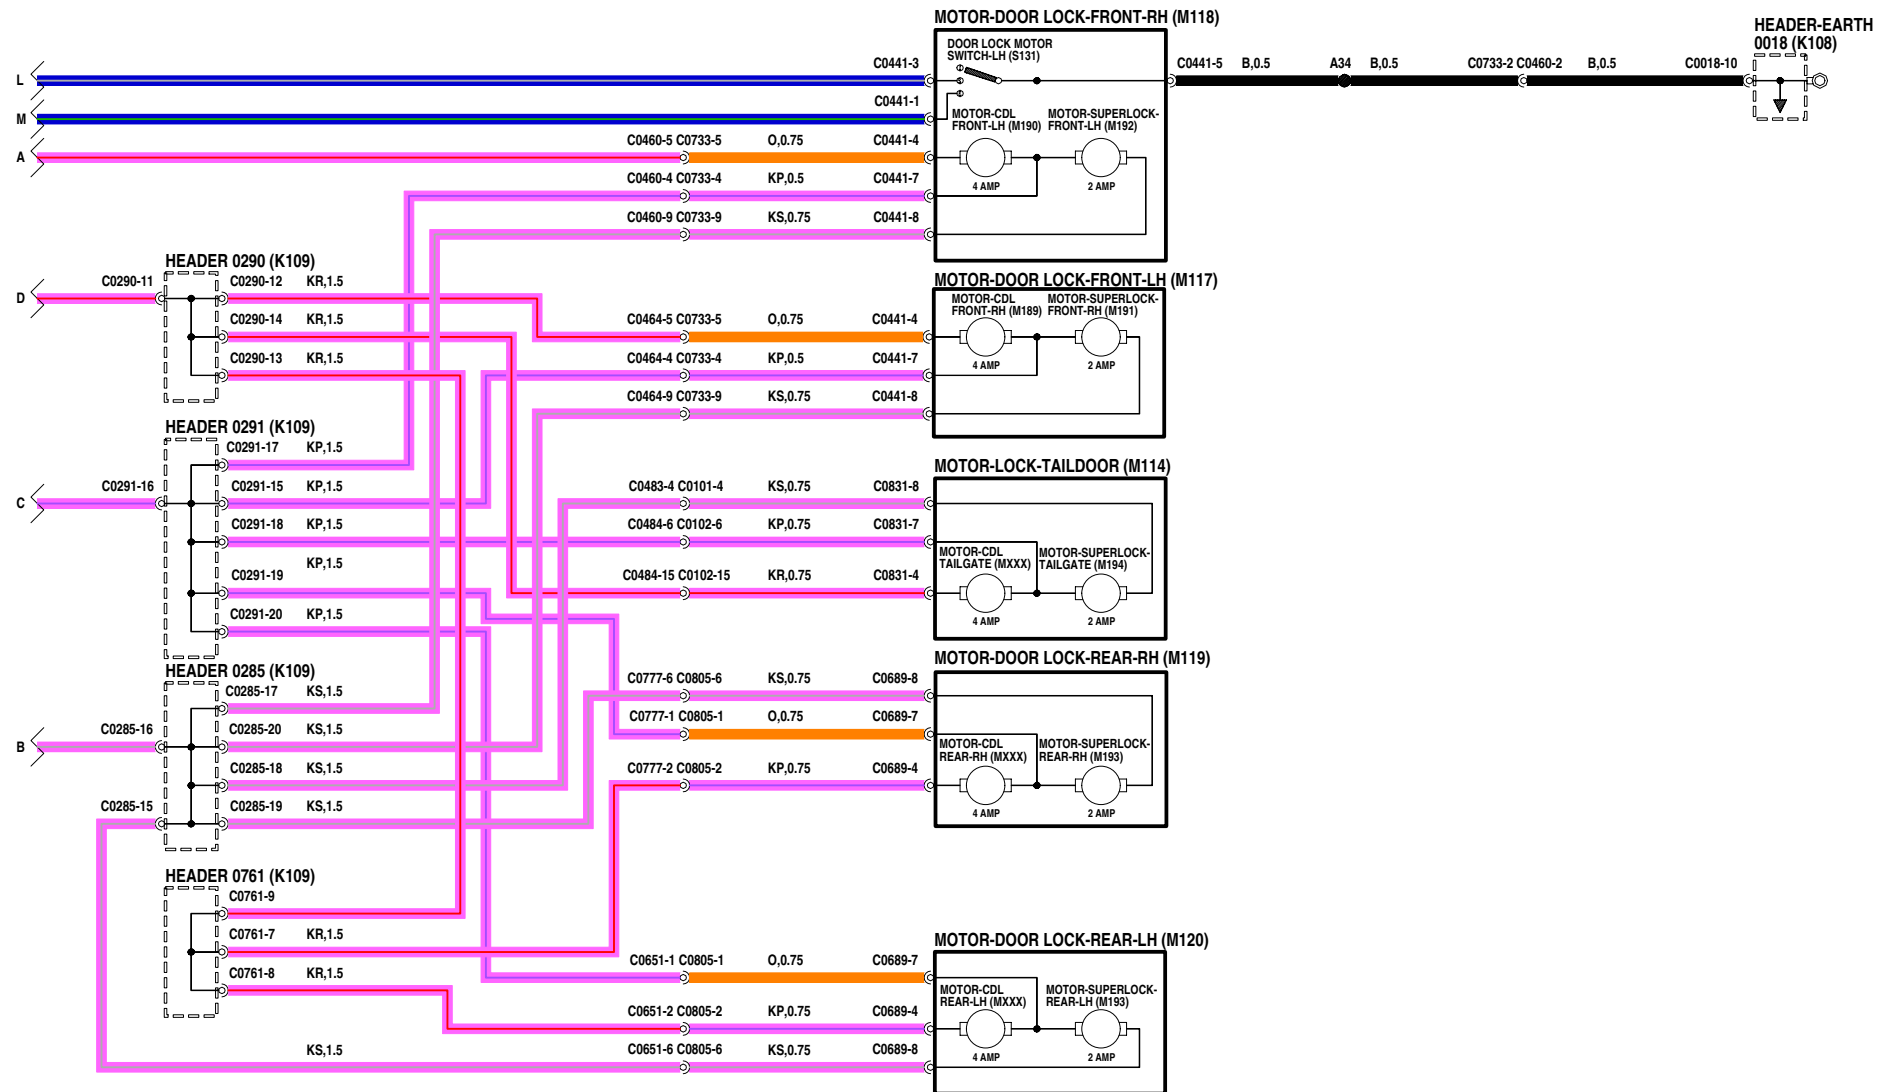 MOTOR-DOOR LOCK-FRONT-RH (M118)
HEADER-EARTH
0018 (K108)
DOOR LOCK MOTOR
SWITCH-LH (S131)
L
C0441-3
C0441-5 B,0.5 A34 B,0.5 C0733-2 C0460-2 B,0.5 C0018-10
M
C0441-1
MOTOR-CDL
FRONT-LH (M190)
MOTOR-SUPERLOCK-
FRONT-LH (M192)
A
C0460-5 C0733-5 O,0.75 C0441-4
C0460-4 C0733-4 KP,0.5 C0441-7
4 AMP 2 AMP
C0460-9 C0733-9 KS,0.75 C0441-8
HEADER 0290 (K109)
D
C0290-11 C0290-12 KR,1.5
C0290-14 KR,1.5
C0290-13 KR,1.5
MOTOR-DOOR LOCK-FRONT-LH (M117)
MOTOR-CDL
FRONT-RH (M189)
MOTOR-SUPERLOCK-
FRONT-RH (M191)
C0464-5 C0733-5 O,0.75 C0441-4
C0464-4 C0733-4 KP,0.5 C0441-7
4 AMP 2 AMP
C0464-9 C0733-9 KS,0.75 C0441-8
HEADER 0291 (K109)
C0291-17 KP,1.5
C
C0291-16 C0291-15 KP,1.5
C0291-18 KP,1.5
KP,1.5
C0291-19
C0291-20 KP,1.5
MOTOR-LOCK-TAILDOOR (M114)
C0483-4 C0101-4 KS,0.75 C0831-8
C0484-6 C0102-6 KP,0.75 C0831-7
MOTOR-CDL
TAILGATE (MXXX)
MOTOR-SUPERLOCK-
TAILGATE (M194)
C0484-15 C0102-15 KR,0.75 C0831-4
4 AMP 2 AMP
HEADER 0285 (K109)
C0285-17 KS,1.5
B
C0285-16 C0285-20 KS,1.5
C0285-18 KS,1.5
C0285-15 C0285-19 KS,1.5
MOTOR-DOOR LOCK-REAR-RH (M119)
C0777-6 C0805-6 KS,0.75 C0689-8
C0777-1 C0805-1 O,0.75 C0689-7
MOTOR-CDL
REAR-RH (MXXX)
MOTOR-SUPERLOCK-
REAR-RH (M193)
C0777-2 C0805-2 KP,0.75 C0689-4
4 AMP 2 AMP
HEADER 0761 (K109)
C0761-9
C0761-7 KR,1.5
C0761-8 KR,1.5
MOTOR-DOOR LOCK-REAR-LH (M120)
C0651-1 C0805-1 O,0.75 C0689-7
MOTOR-CDL
REAR-LH (MXXX)
MOTOR-SUPERLOCK-
REAR-LH (M193)
C0651-2 C0805-2 KP,0.75 C0689-4
4 AMP 2 AMP
KS,1.5 C0651-6 C0805-6 KS,0.75 C0689-8